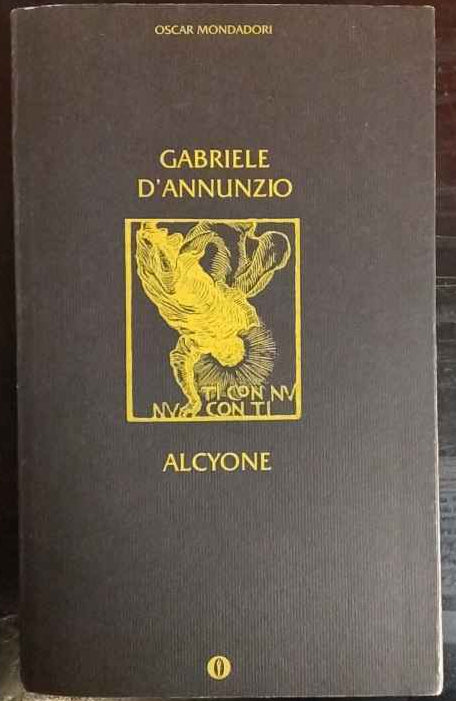 OSCAR MONDADORI
GABRIELE
D'ANNUNZIO
TI CON NV
NV CON TI
ALCYONE